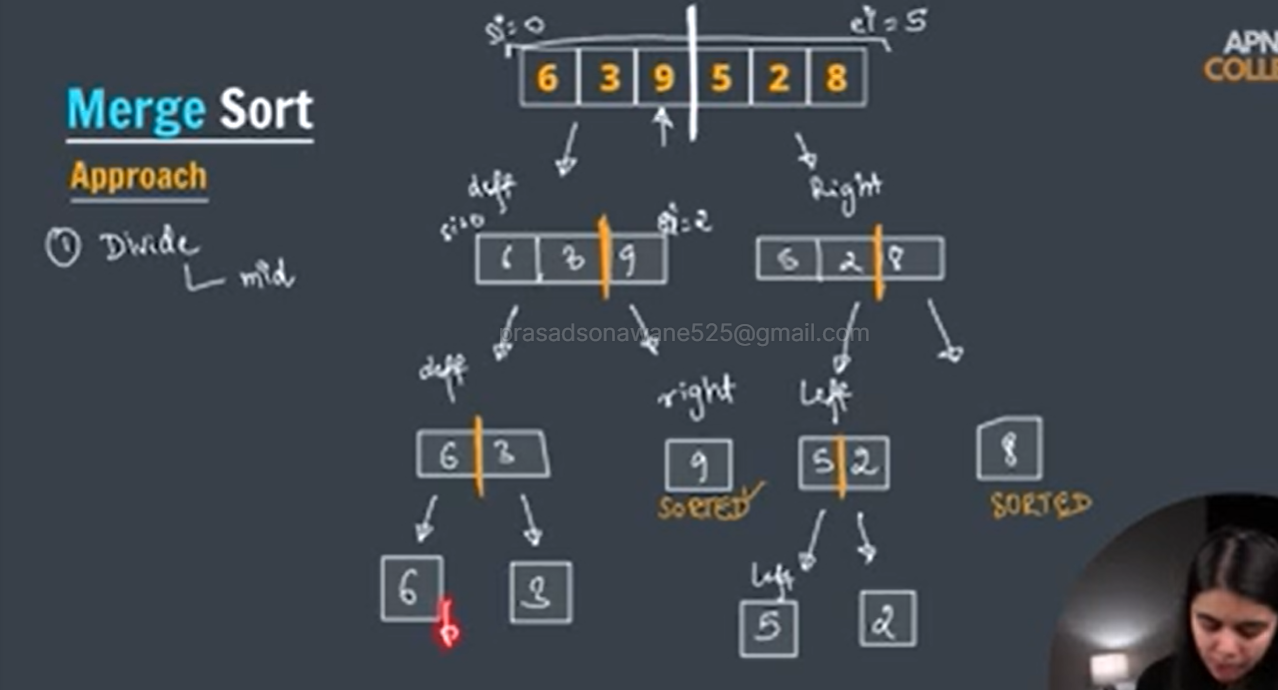 si=0
ei=5
APN
COLLE
6 3 9 5 2 8
Merge Sort
Approach
① Divide
mid
Left
Right
si=0
ei=2
6 3 9
5 2 8
prasadsonawane525@gmail.com
Left
right
Left
6 3
9
5 2
8
SORTED
SORTED
6
3
Left
5
2